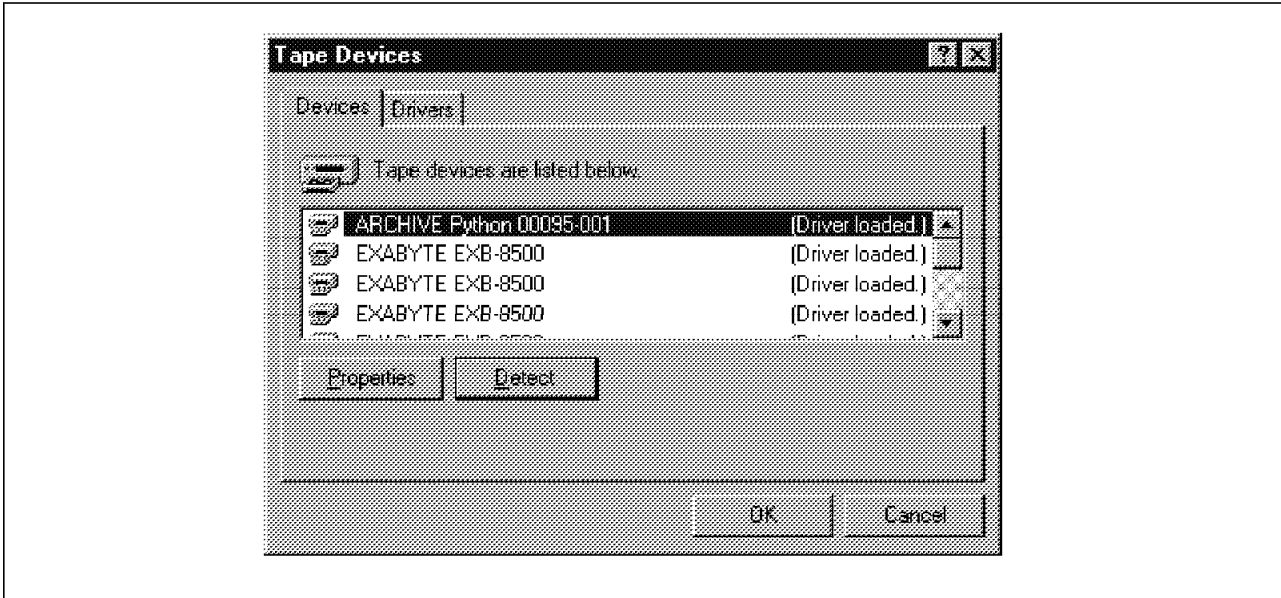 Tape Devices
Devices Drivers
Tape devices are listed below.
ARCHIVE Python 00095-001 (Driver loaded.)
EXABYTE EXB-8500 (Driver loaded.)
EXABYTE EXB-8500 (Driver loaded.)
EXABYTE EXB-8500 (Driver loaded.)
Properties Detect
OK Cancel